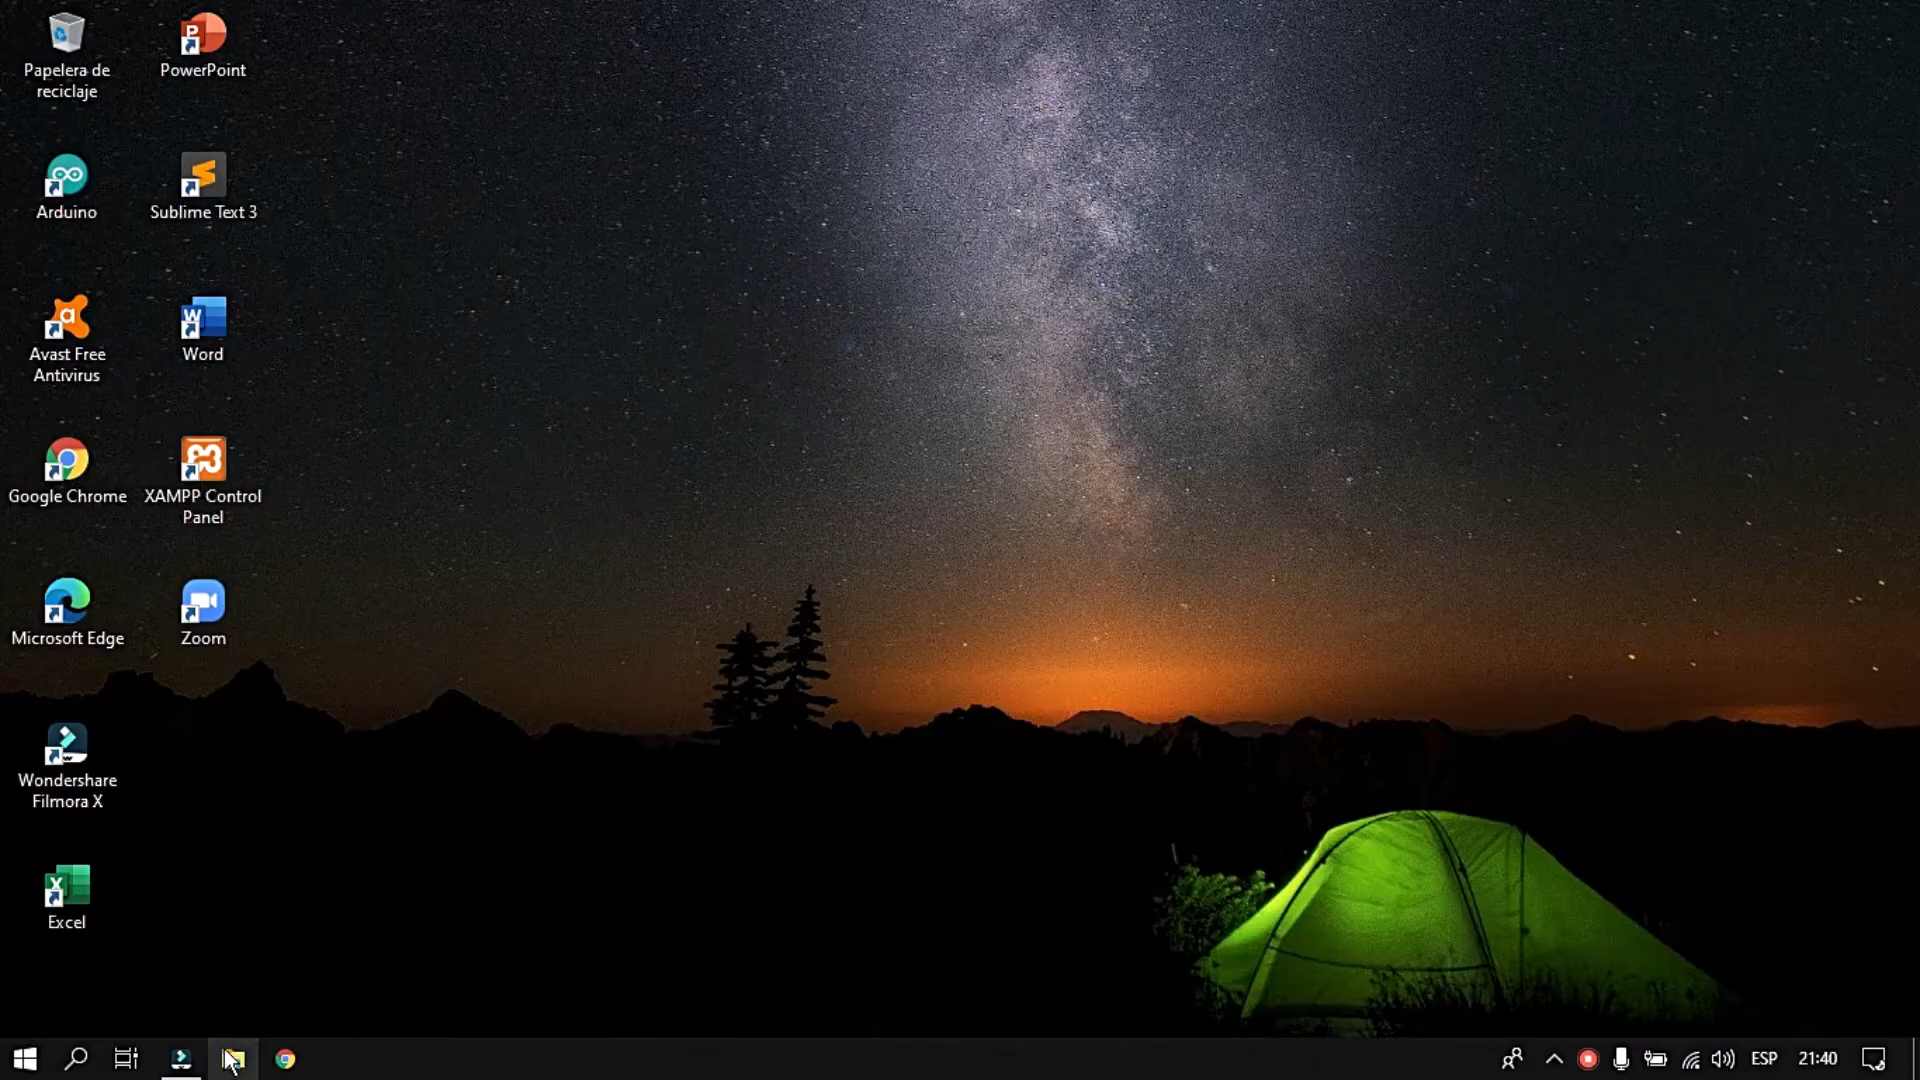 Papelera de
reciclaje
PowerPoint
Arduino
Sublime Text 3
Avast Free
Antivirus
Word
Google Chrome
XAMPP Control
Panel
Microsoft Edge
Zoom
Wondershare
Filmora X
Excel
ESP
21:40